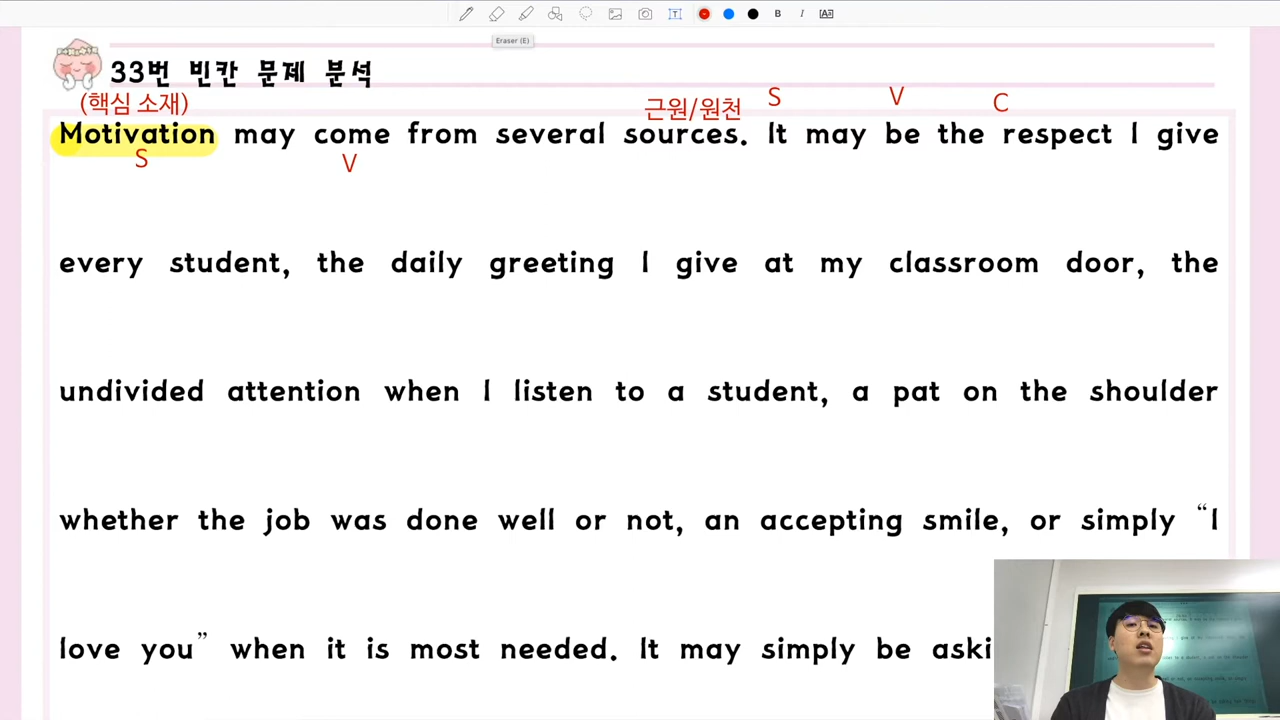 Eraser (E)
33번 빈칸 문제 분석
(핵심 소재) 근원/원천 S V C
Motivation may come from several sources. It may be the respect I give
S V
every student, the daily greeting I give at my classroom door, the
undivided attention when I listen to a student, a pat on the shoulder
whether the job was done well or not, an accepting smile, or simply “I
love you” when it is most needed. It may simply be aski